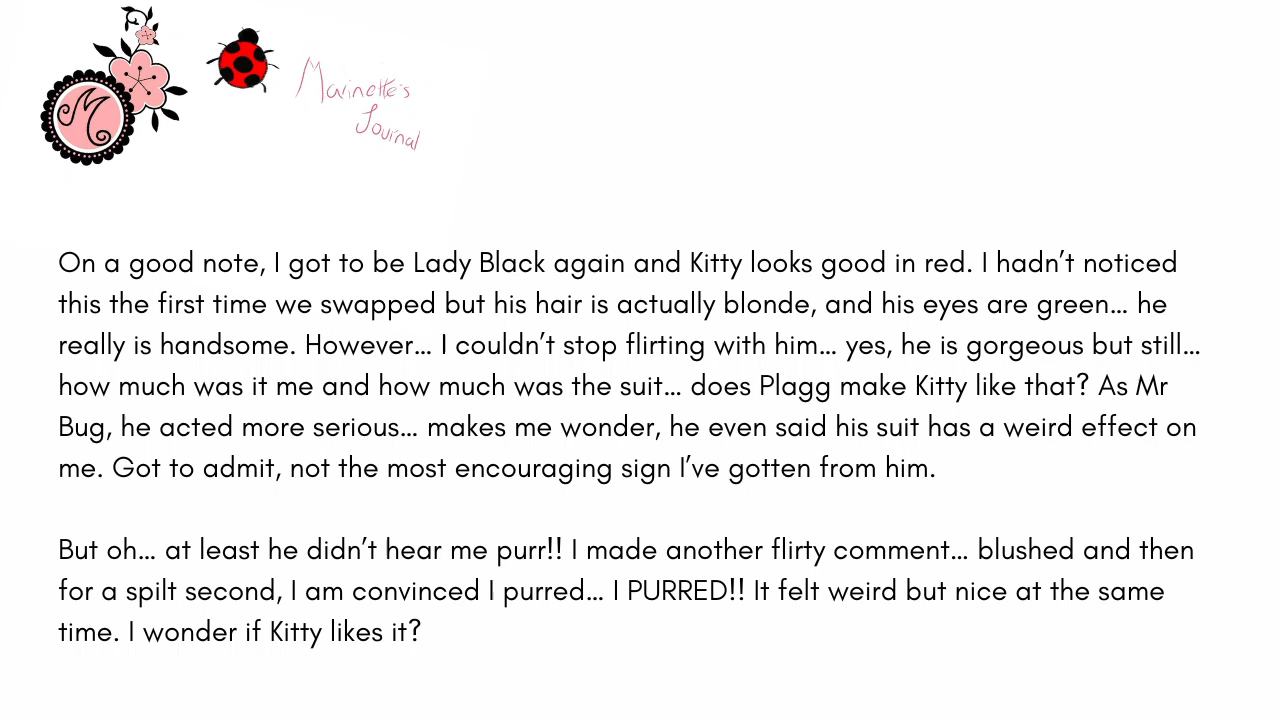 M
Marinette's
Journal
On a good note, I got to be Lady Black again and Kitty looks good in red. I hadn't noticed
this the first time we swapped but his hair is actually blonde, and his eyes are green... he
really is handsome. However... I couldn't stop flirting with him... yes, he is gorgeous but still...
how much was it me and how much was the suit... does Plagg make Kitty like that? As Mr
Bug, he acted more serious... makes me wonder, he even said his suit has a weird effect on
me. Got to admit, not the most encouraging sign I've gotten from him.
But oh... at least he didn't hear me purr!! I made another flirty comment... blushed and then
for a spilt second, I am convinced I purred... I PURRED!! It felt weird but nice at the same
time. I wonder if Kitty likes it?